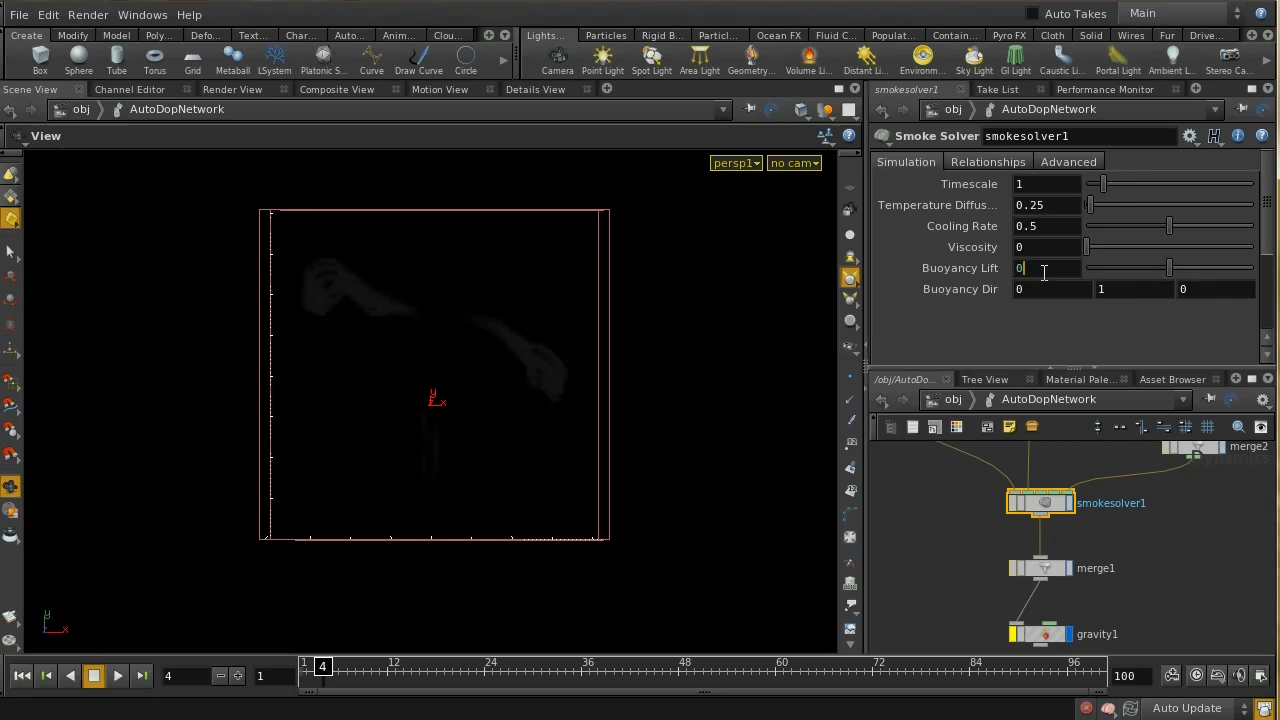 File Edit Render Windows Help Auto Takes Main
Create Modify Model Poly... Defo... Text... Char... Auto... Anim... Clou... Lights... Particles Rigid B... Particl... Ocean FX Fluid C... Populat... Contain... Pyro FX Cloth Solid Wires Fur Drive...
Box Sphere Tube Torus Grid Metaball LSystem Platonic S... Curve Draw Curve Circle Camera Point Light Spot Light Area Light Geometry... Volume Li... Distant Li... Environm... Sky Light GI Light Caustic Li... Portal Light Ambient L... Stereo Ca...
Scene View Channel Editor Render View Composite View Motion View Details View smokesolver1 Take List Performance Monitor
obj AutoDopNetwork obj AutoDopNetwork
View Smoke Solver smokesolver1
persp1 no cam Simulation Relationships Advanced
Timescale 1
Temperature Diffus... 0.25
Cooling Rate 0.5
Viscosity 0
Buoyancy Lift 0
Buoyancy Dir 0 1 0
/obj/AutoDo... Tree View Material Pale... Asset Browser
obj AutoDopNetwork
merge2
smokesolver1
merge1
gravity1
y x
y x
4 1 1 4 12 24 36 48 60 72 84 96 100
Auto Update